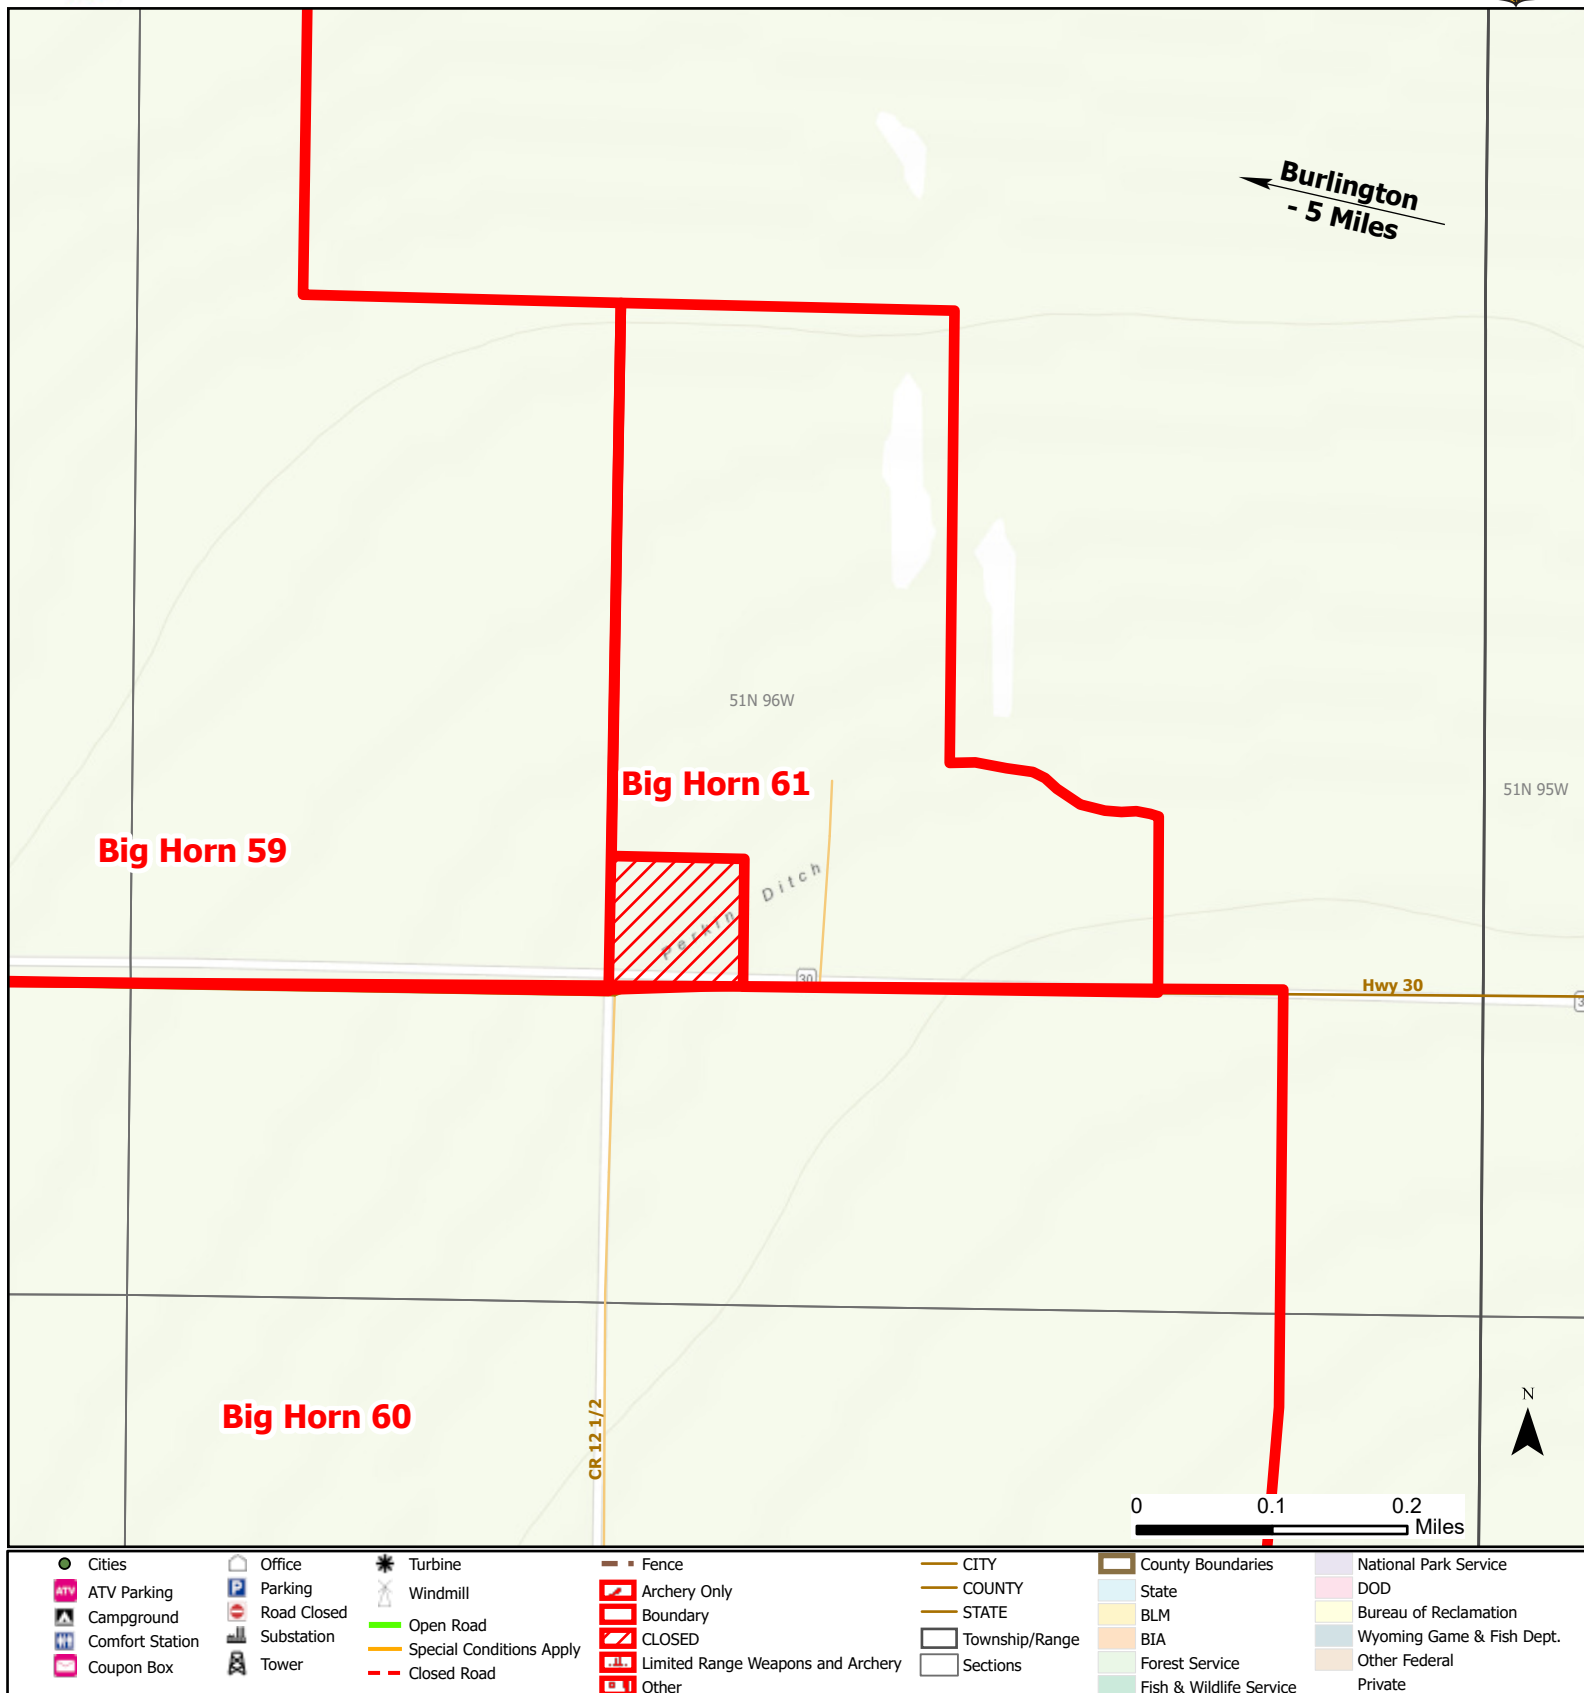 Burlington
- 5 Miles
51N 96W
Big Horn 61
51N 95W
Big Horn 59
Perkin Ditch
30
Hwy 30
Big Horn 60
CR 12 1/2
N
0 0.1 0.2
Miles
Cities
ATV ATV Parking
Campground
Comfort Station
Coupon Box
Office
P Parking
Road Closed
Substation
Tower
Turbine
Windmill
Open Road
Special Conditions Apply
Closed Road
Fence
Archery Only
Boundary
CLOSED
Limited Range Weapons and Archery
Other
CITY
COUNTY
STATE
Township/Range
Sections
County Boundaries
State
BLM
BIA
Forest Service
Fish & Wildlife Service
National Park Service
DOD
Bureau of Reclamation
Wyoming Game & Fish Dept.
Other Federal
Private